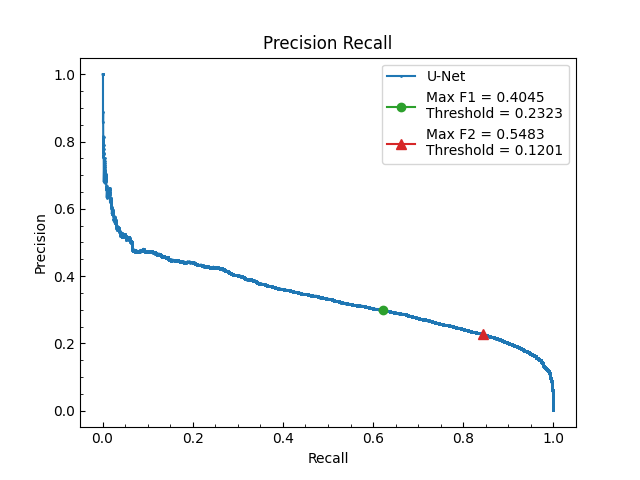 Precision Recall
U-Net
Max F1 = 0.4045
Threshold = 0.2323
Max F2 = 0.5483
Threshold = 0.1201
Precision
1.0
0.8
0.6
0.4
0.2
0.0
0.0 0.2 0.4 0.6 0.8 1.0
Recall